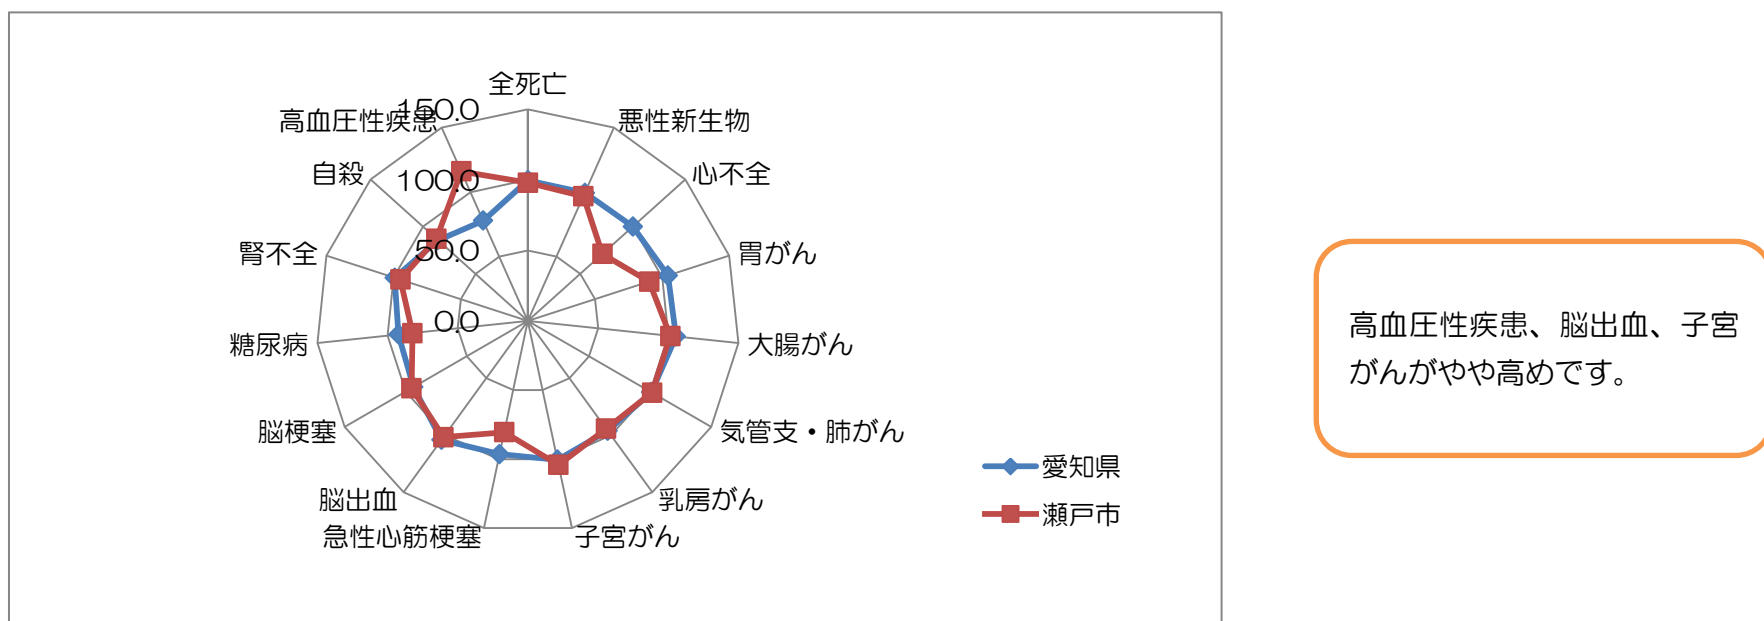 全死亡
悪性新生物
心不全
胃がん
大腸がん
気管支・肺がん
乳房がん
子宮がん
急性心筋梗塞
脳出血
脳梗塞
糖尿病
腎不全
自殺
高血圧性疾患
150.0
100.0
50.0
0.0
愛知県
瀬戸市
高血圧性疾患、脳出血、子宮
がんがやや高めです。